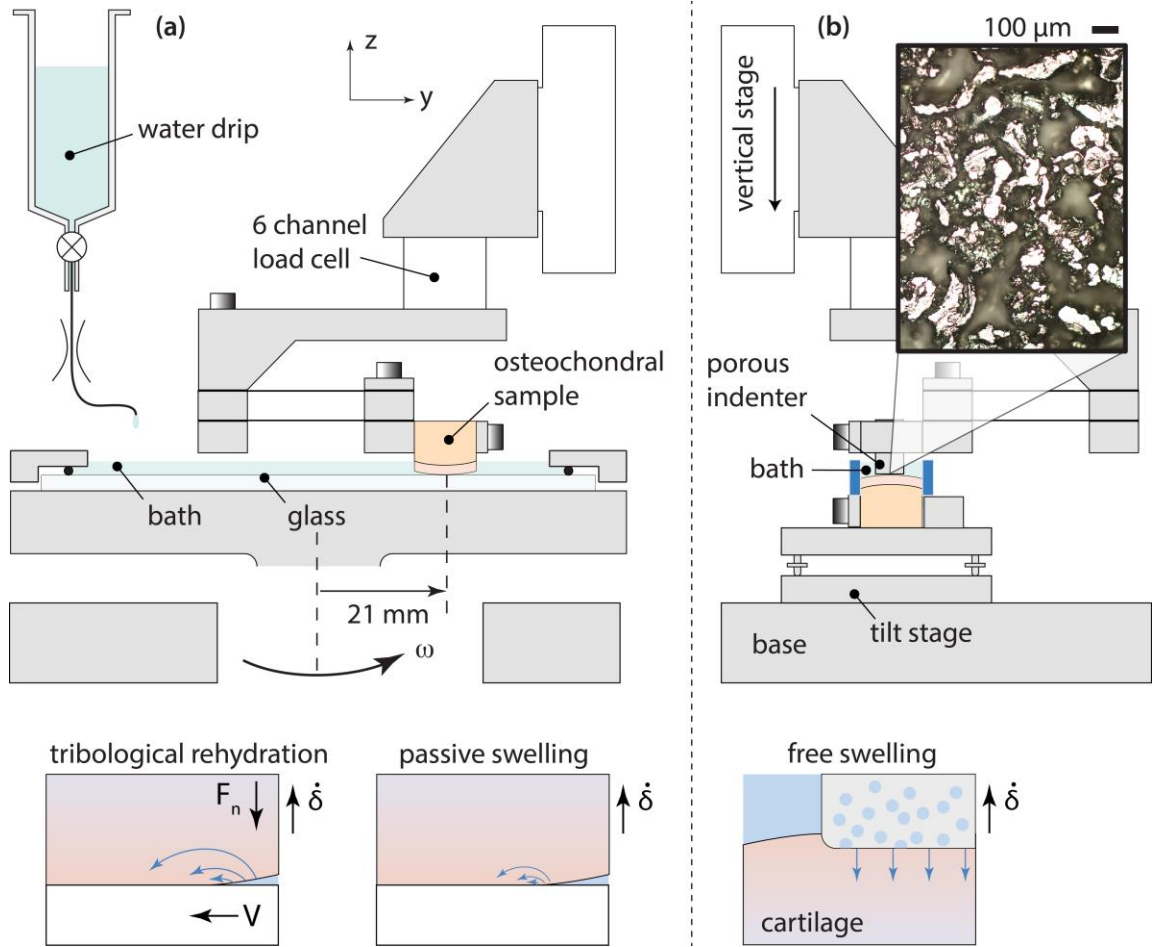 (a)
z
y
water drip
6 channel
load cell
osteochondral
sample
bath
glass
21 mm
ω
(b)
100 μm
vertical stage
porous
indenter
bath
tilt stage
base
tribological rehydration
Fn
δ̇
V
passive swelling
δ̇
free swelling
δ̇
cartilage